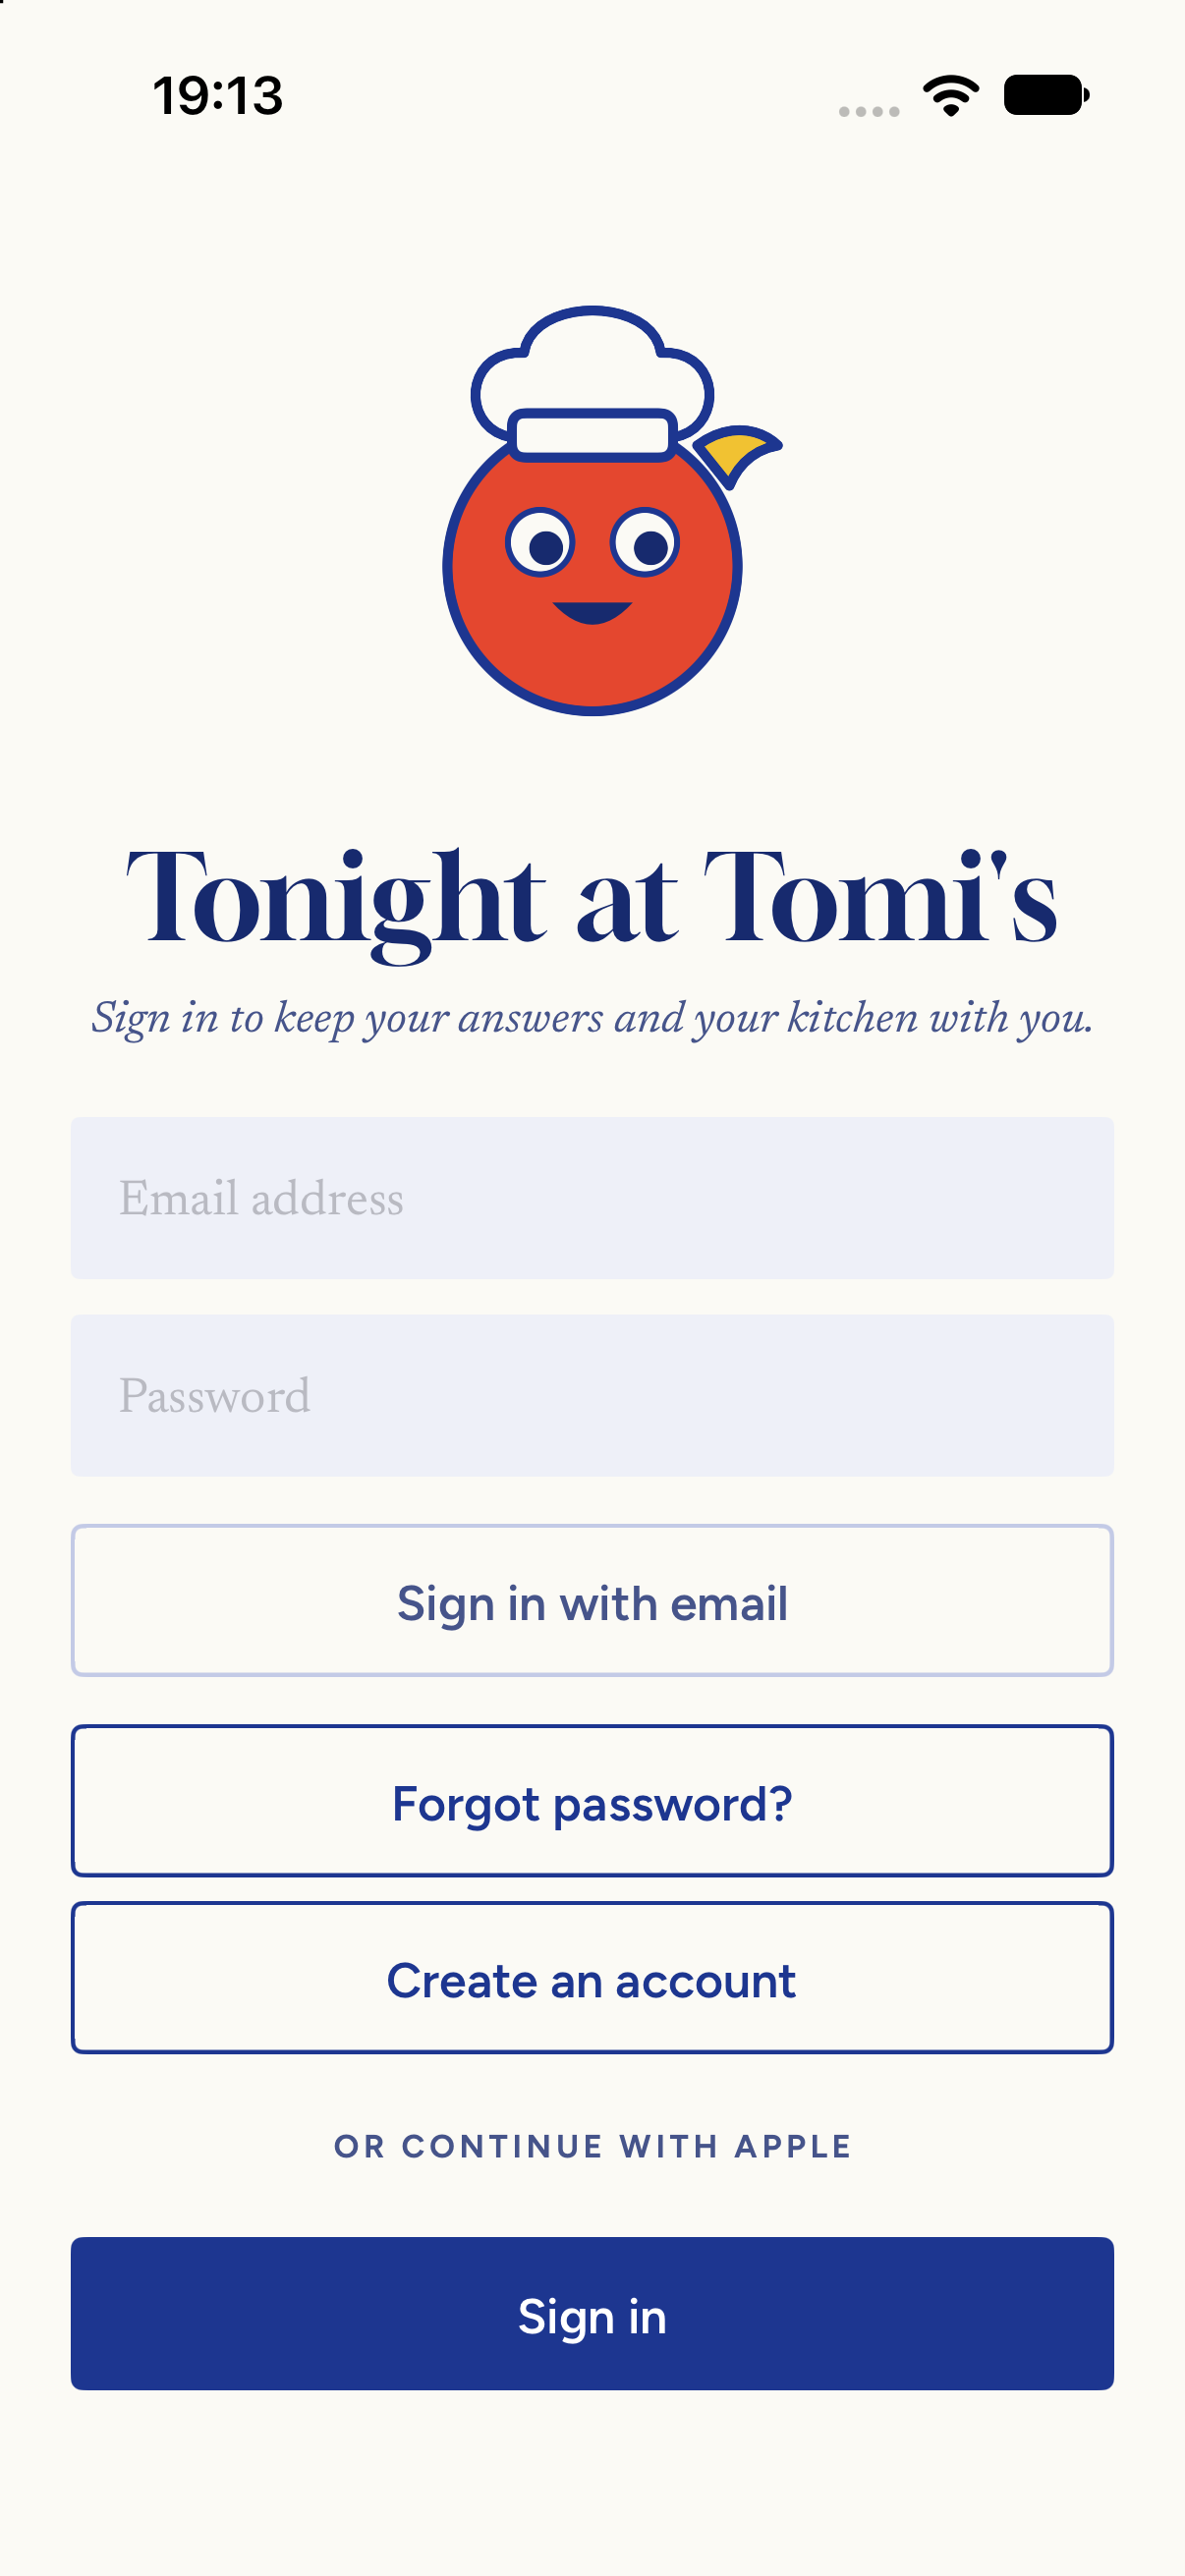 19:13
Tonight at Tomi's
Sign in to keep your answers and your kitchen with you.
Email address
Password
Sign in with email
Forgot password?
Create an account
OR CONTINUE WITH APPLE
Sign in